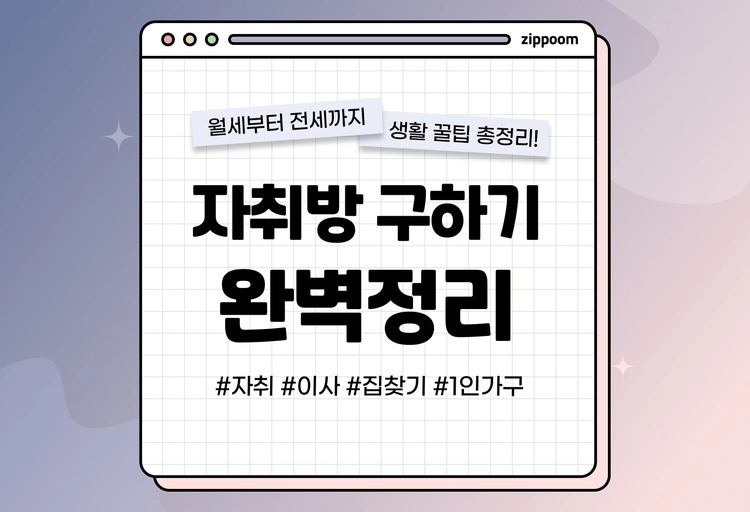 zippoom
월세부터 전세까지
생활 꿀팁 총정리!
자취방 구하기
완벽정리
#자취 #이사 #집찾기 #1인가구